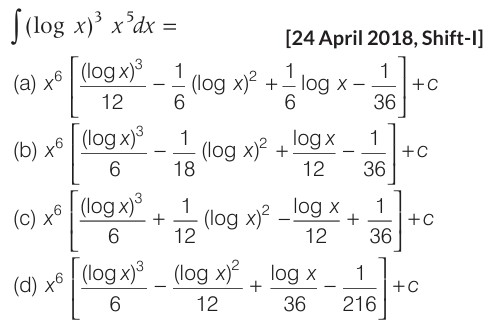 ∫(log x)³ x⁵dx =
[24 April 2018, Shift-I]
(a) x⁶ [(log x)³/12 − 1/6 (log x)² + 1/6 log x − 1/36] + c
(b) x⁶ [(log x)³/6 − 1/18 (log x)² + log x/12 − 1/36] + c
(c) x⁶ [(log x)³/6 + 1/12 (log x)² − log x/12 + 1/36] + c
(d) x⁶ [(log x)³/6 − (log x)²/12 + log x/36 − 1/216] + c